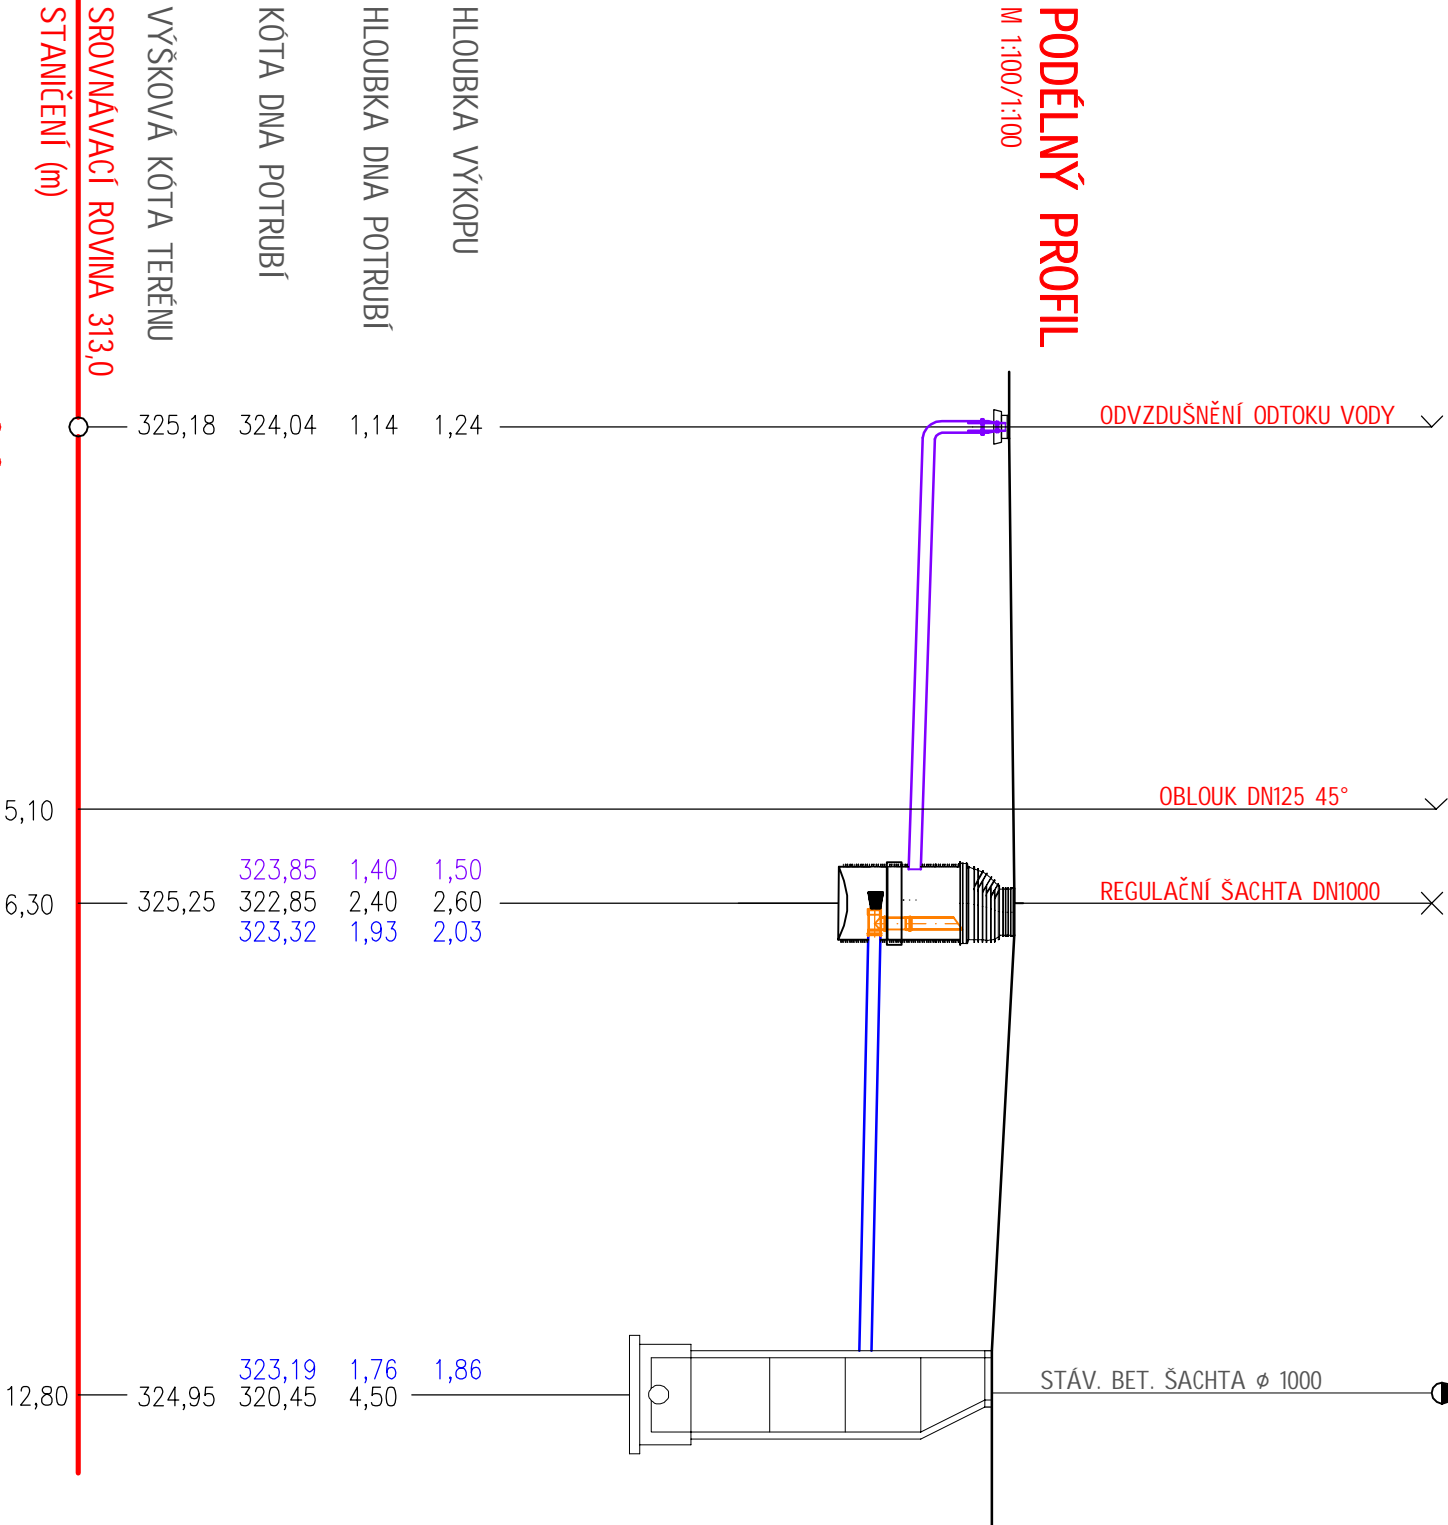 PODÉLNÝ PROFIL
M 1:100/1:100
HLOUBKA VÝKOPU
HLOUBKA DNA POTRUBÍ
KÓTA DNA POTRUBÍ
VÝŠKOVÁ KÓTA TERÉNU
SROVNÁVACÍ ROVINA 313,0
STANIČENÍ (m)
325,18 324,04 1,14 1,24
ODVZDUŠNĚNÍ ODTOKU VODY
5,10
OBLOUK DN125 45°
323,85 1,40 1,50
6,30 325,25 322,85 2,40 2,60
REGULAČNÍ ŠACHTA DN1000
323,32 1,93 2,03
323,19 1,76 1,86
12,80 324,95 320,45 4,50
STÁV. BET. ŠACHTA ø 1000